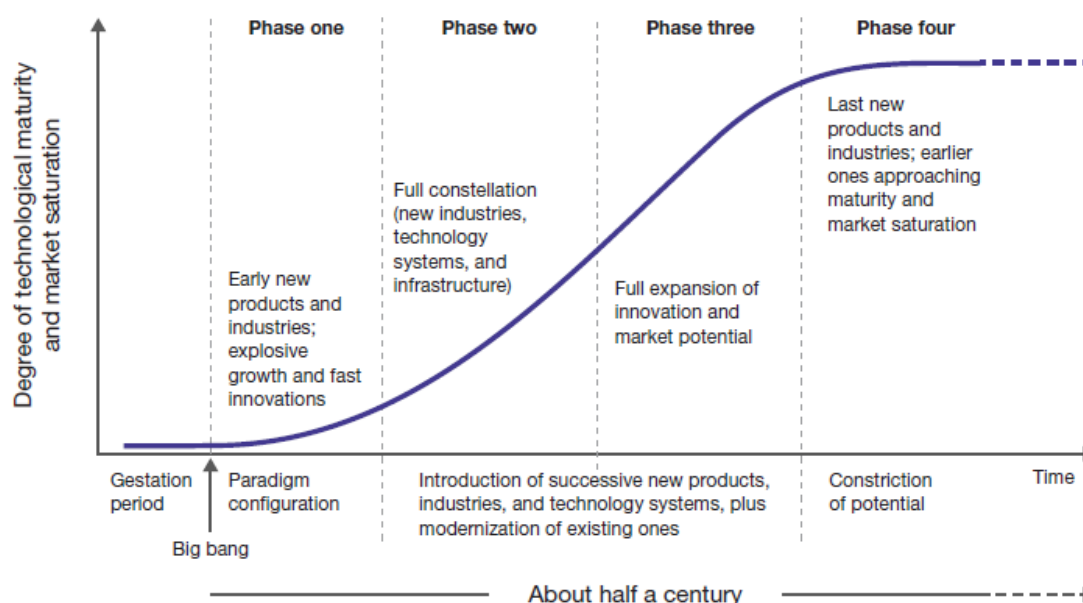 Phase one
Phase two
Phase three
Phase four
Degree of technological maturity
and market saturation
Early new
products and
industries;
explosive
growth and fast
innovations
Full constellation
(new industries,
technology
systems, and
infrastructure)
Full expansion of
innovation and
market potential
Last new
products and
industries; earlier
ones approaching
maturity and
market saturation
Gestation
period
Paradigm
configuration
Introduction of successive new products,
industries, and technology systems, plus
modernization of existing ones
Constriction
of potential
Time
Big bang
About half a century